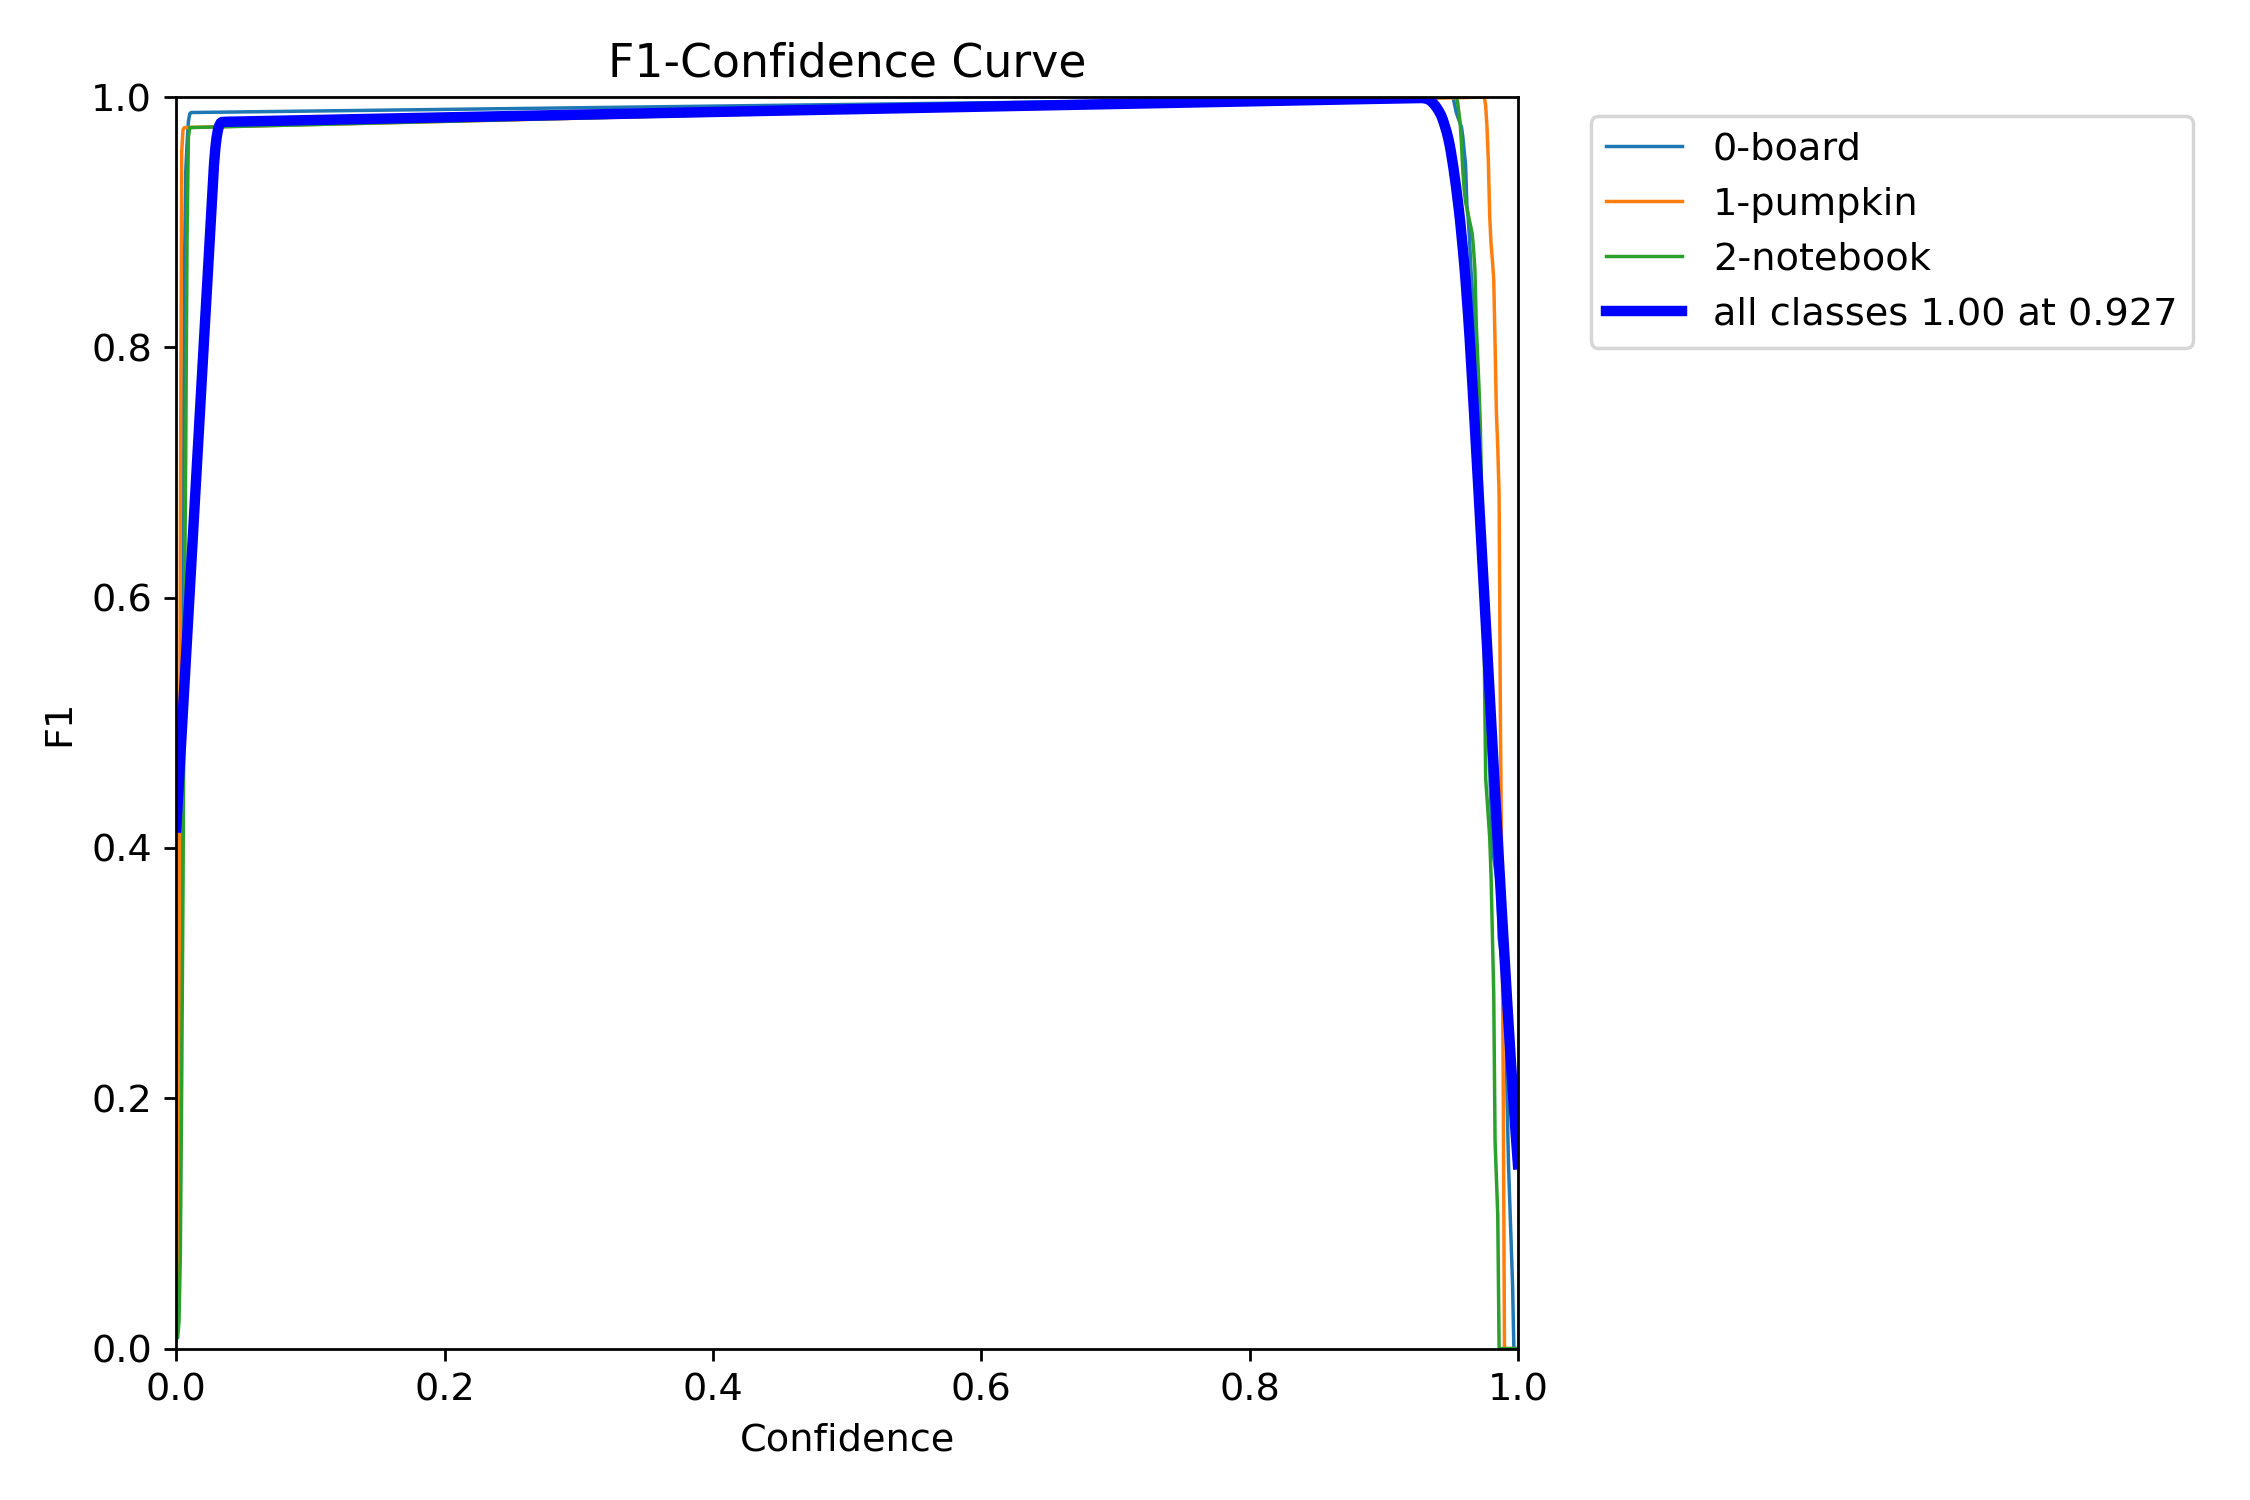 F1-Confidence Curve
1.0
0.8
0.6
0.4
0.2
0.0
F1
0.0 0.2 0.4 0.6 0.8 1.0
Confidence
0-board
1-pumpkin
2-notebook
all classes 1.00 at 0.927